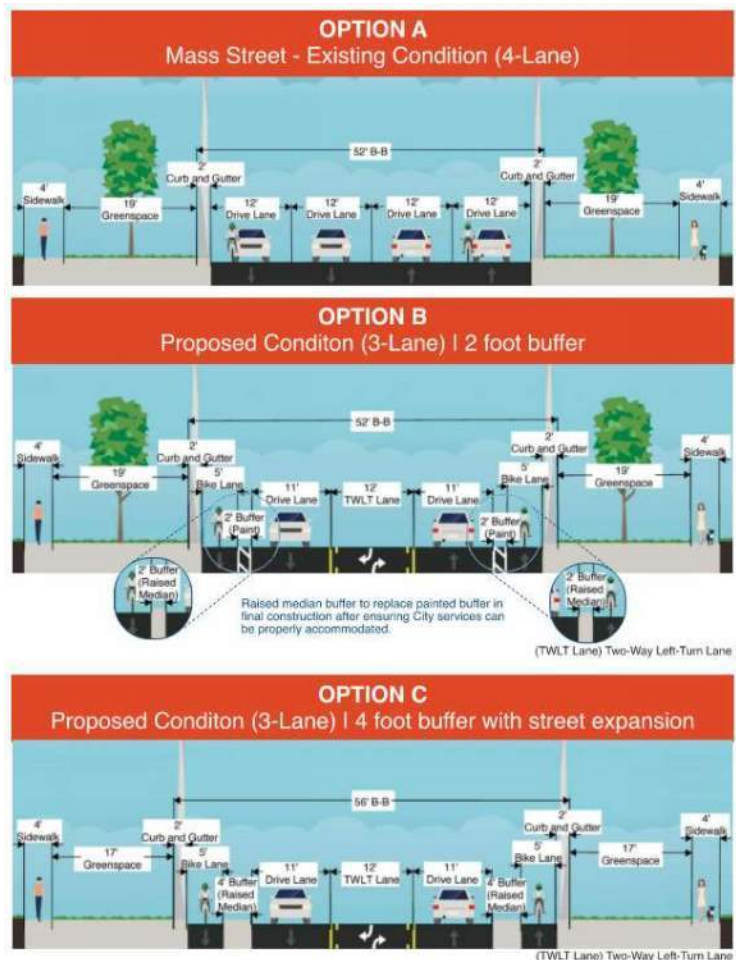 OPTION A
Mass Street - Existing Condition (4-Lane)
52' B-B
2'
Curb and Gutter
2'
Curb and Gutter
4'
Sidewalk
19'
Greenspace
12'
Drive Lane
12'
Drive Lane
12'
Drive Lane
12'
Drive Lane
19'
Greenspace
4'
Sidewalk
OPTION B
Proposed Conditon (3-Lane) | 2 foot buffer
52' B-B
4'
Sidewalk
19'
Greenspace
2'
Curb and Gutter
5'
Bike Lane
2' Buffer
(Paint)
11'
Drive Lane
12'
TWLT Lane
11'
Drive Lane
2' Buffer
(Paint)
5'
Bike Lane
2'
Curb and Gutter
19'
Greenspace
4'
Sidewalk
2' Buffer
(Raised
Median)
Raised median buffer to replace painted buffer in
final construction after ensuring City services can
be properly accommodated.
2' Buffer
(Raised
Median)
(TWLT Lane) Two-Way Left-Turn Lane
OPTION C
Proposed Conditon (3-Lane) | 4 foot buffer with street expansion
56' B-B
4'
Sidewalk
17'
Greenspace
2'
Curb and Gutter
5'
Bike Lane
4' Buffer
(Raised
Median)
11'
Drive Lane
12'
TWLT Lane
11'
Drive Lane
4' Buffer
(Raised
Median)
5'
Bike Lane
2'
Curb and Gutter
17'
Greenspace
4'
Sidewalk
(TWLT Lane) Two-Way Left-Turn Lane